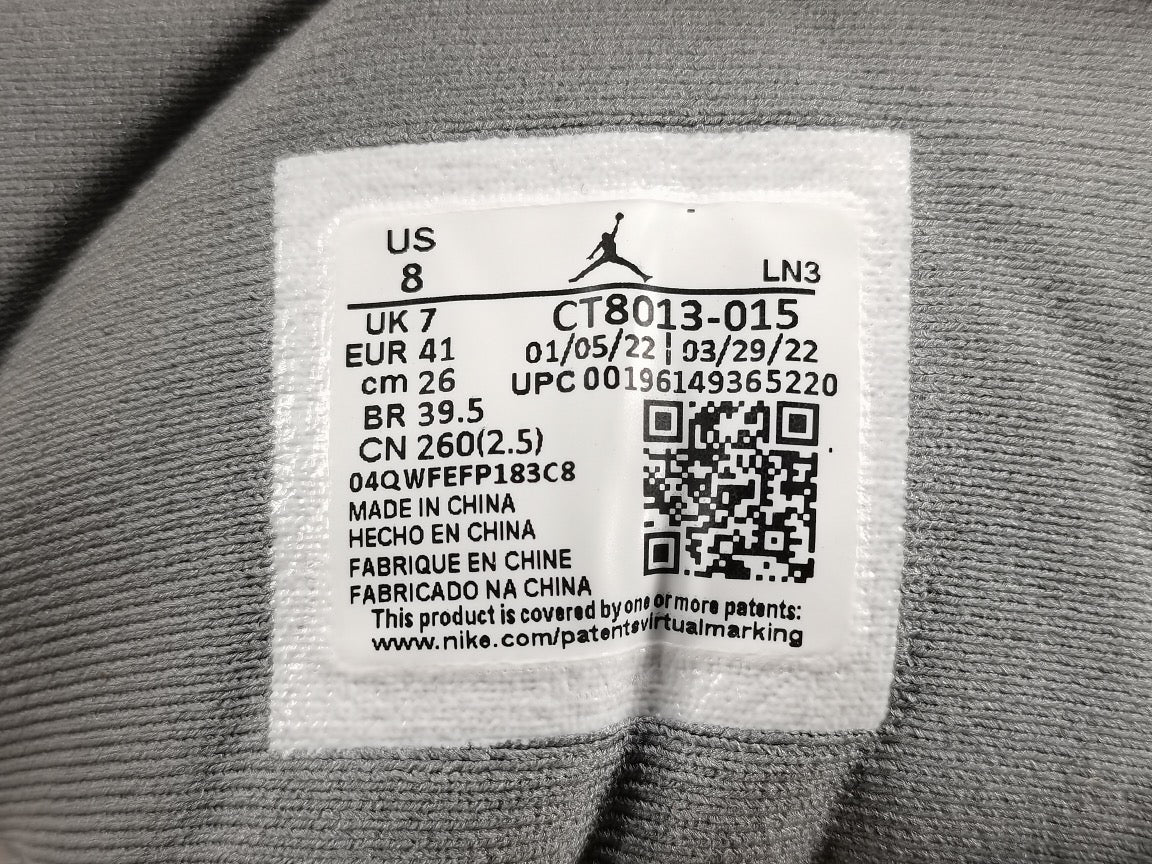 US
8
LN3
UK 7
CT8013-015
EUR 41
01/05/22 03/29/22
cm 26
UPC 00196149365220
BR 39.5
CN 260(2.5)
04QWFEFP183C8
MADE IN CHINA
HECHO EN CHINA
FABRIQUE EN CHINE
FABRICADO NA CHINA
This product is covered by one or more patents:
www.nike.com/patentsvirtualmarking